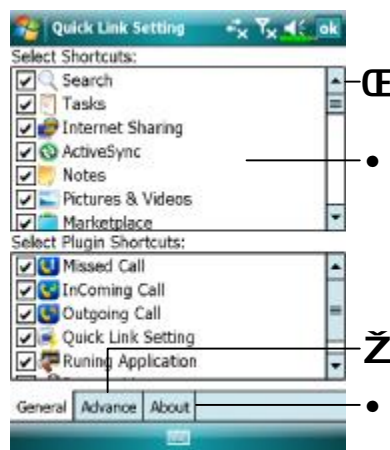 Quick Link Setting ok
Select Shortcuts:
Search
Tasks
Internet Sharing
ActiveSync
Notes
Pictures & Videos
Marketplace
Select Plugin Shortcuts:
Missed Call
InComing Call
Outgoing Call
Quick Link Setting
Runing Application
General Advance About
Œ
•
Ž
•